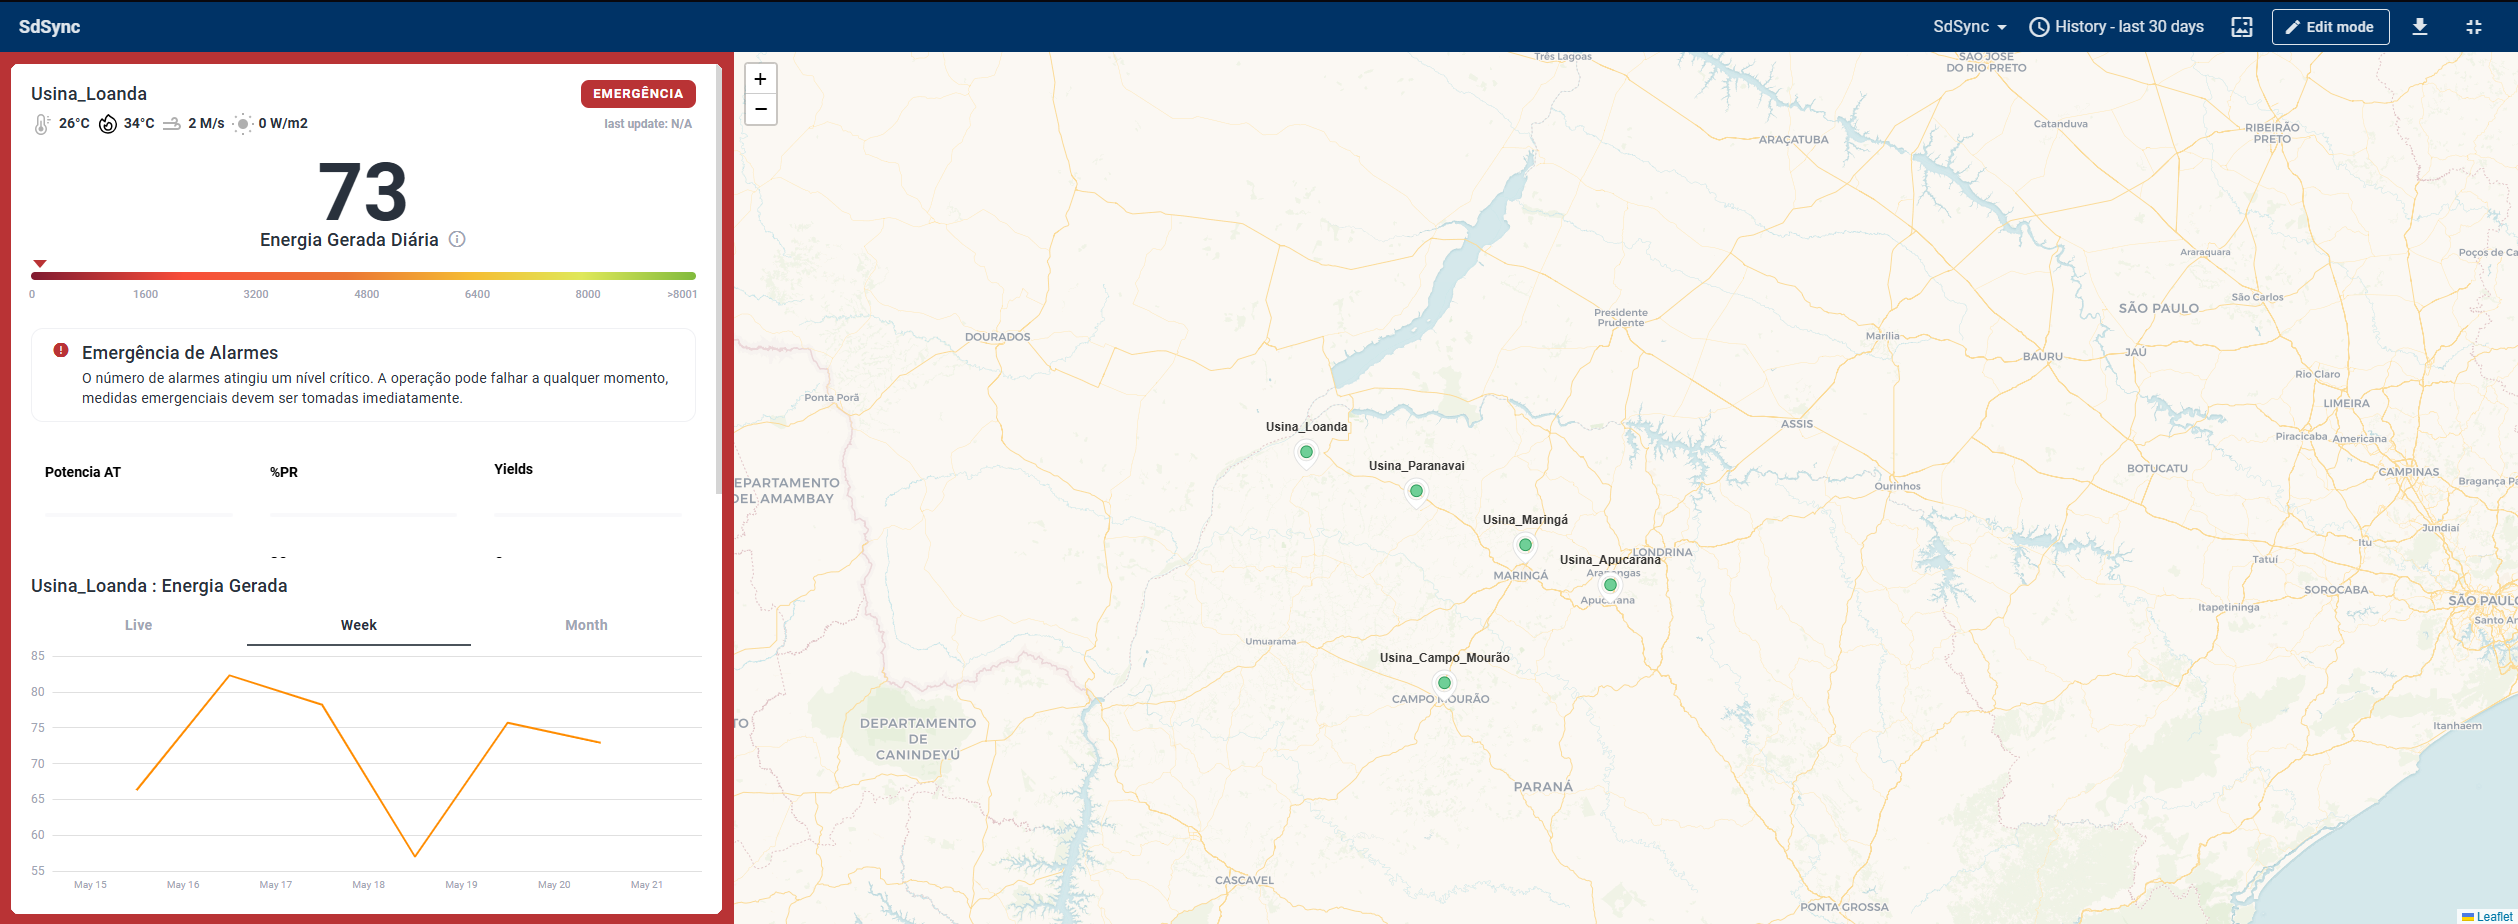 SdSync
SdSync
History - last 30 days
Edit mode
Usina_Loanda
EMERGÊNCIA
26°C 34°C 2 M/s 0 W/m2
last update: N/A
73
Energia Gerada Diária
0 1600 3200 4800 6400 8000 >8001
Emergência de Alarmes
O número de alarmes atingiu um nível crítico. A operação pode falhar a qualquer momento,
medidas emergenciais devem ser tomadas imediatamente.
Potencia AT
%PR
Yields
Usina_Loanda : Energia Gerada
Live Week Month
85
80
75
70
65
60
55
May 15 May 16 May 17 May 18 May 19 May 20 May 21
+
−
Três Lagoas
SÃO JOSÉ
DO RIO PRETO
Catanduva
RIBEIRÃO
PRETO
ARAÇATUBA
Araraquara
Poços de Ca
São Carlos
SÃO PAULO
Presidente
Prudente
DOURADOS
Marília
BAURU
JAÚ
Rio Claro
LIMEIRA
Ponta Porã
Usina_Loanda
ASSIS
Piracicaba
Americana
Usina_Paranavai
BOTUCATU
CAMPINAS
Bragança Pa
EPARTAMENTO
DEL AMAMBAY
Ourinhos
Usina_Maringá
Jundiaí
Itu
Usina_Apucarana
LONDRINA
Tatuí
MARINGÁ
Arapongas
Apucarana
SOROCABA
SÃO PAULO
Itapetininga
Santo An
Umuarama
Usina_Campo_Mourão
CAMPO MOURÃO
TO
DEPARTAMENTO
DE
CANINDEYÚ
Itanhaem
PARANÁ
CASCAVEL
PONTA GROSSA
Leaflet